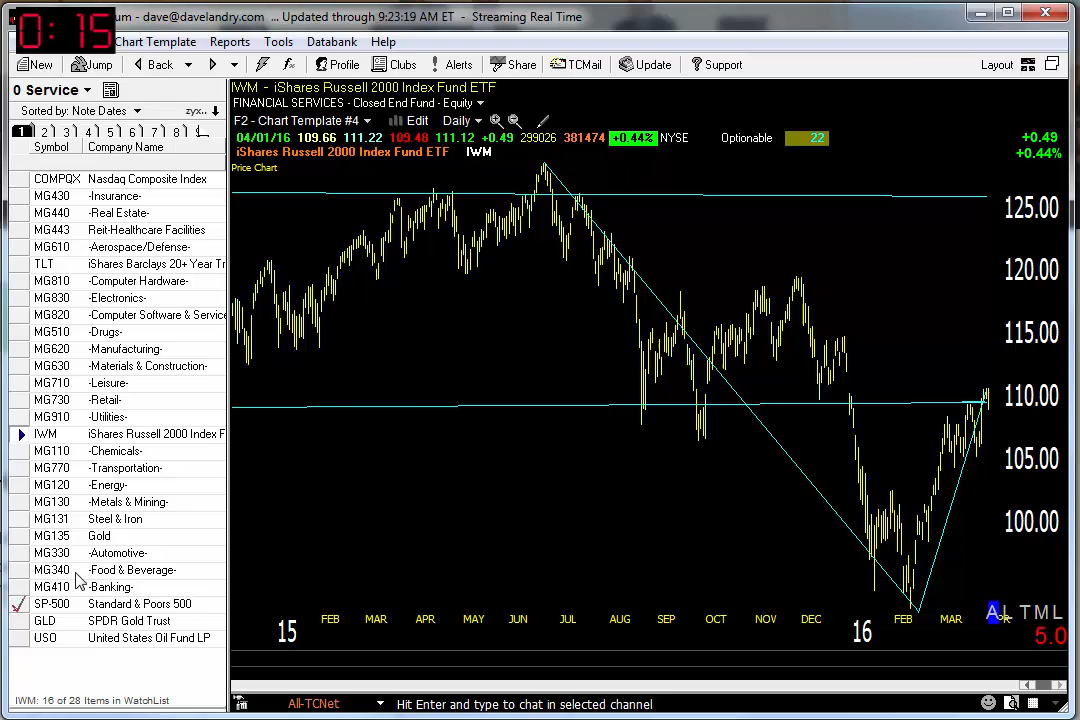 0:15
um - dave@davelandry.com ... Updated through 9:23:19 AM ET - Streaming Real Time
Chart Template Reports Tools Databank Help
New Jump Back Profile Clubs Alerts Share TCMail Update Support Layout
0 Service
Sorted by: Note Dates zyx..
1 2 3 4 5 6 7 8
Symbol Company Name
COMPQX Nasdaq Composite Index
MG430 -Insurance-
MG440 -Real Estate-
MG443 Reit-Healthcare Facilities
MG610 -Aerospace/Defense-
TLT iShares Barclays 20+ Year Tr
MG810 -Computer Hardware-
MG830 -Electronics-
MG820 -Computer Software & Service
MG510 -Drugs-
MG620 -Manufacturing-
MG630 -Materials & Construction-
MG710 -Leisure-
MG730 -Retail-
MG910 -Utilities-
IWM iShares Russell 2000 Index F
MG110 -Chemicals-
MG770 -Transportation-
MG120 -Energy-
MG130 -Metals & Mining-
MG131 Steel & Iron
MG135 Gold
MG330 -Automotive-
MG340 -Food & Beverage-
MG410 -Banking-
SP-500 Standard & Poors 500
GLD SPDR Gold Trust
USO United States Oil Fund LP
IWM: 16 of 28 Items in WatchList
IWM - iShares Russell 2000 Index Fund ETF
FINANCIAL SERVICES - Closed End Fund - Equity
F2 - Chart Template #4 Edit Daily
04/01/16 109.66 111.22 109.48 111.12 +0.49 299026 381474 +0.44% NYSE Optionable 22 +0.49
iShares Russell 2000 Index Fund ETF IWM +0.44%
Price Chart
125.00
120.00
115.00
110.00
105.00
100.00
A L T M L
15 FEB MAR APR MAY JUN JUL AUG SEP OCT NOV DEC 16 FEB MAR
5.0
All-TCNet Hit Enter and type to chat in selected channel